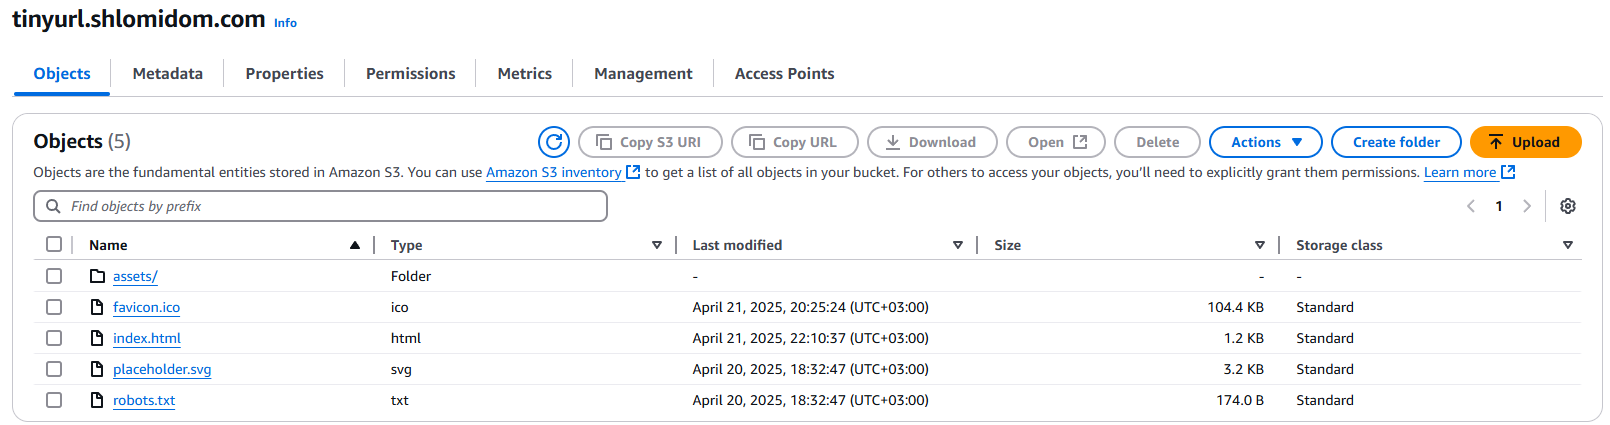 tinyurl.shlomidom.com Info
Objects Metadata Properties Permissions Metrics Management Access Points
Objects (5) Copy S3 URI Copy URL Download Open Delete Actions Create folder Upload
Objects are the fundamental entities stored in Amazon S3. You can use Amazon S3 inventory to get a list of all objects in your bucket. For others to access your objects, you’ll need to explicitly grant them permissions. Learn more
Find objects by prefix 1
Name Type Last modified Size Storage class
assets/ Folder - - -
favicon.ico ico April 21, 2025, 20:25:24 (UTC+03:00) 104.4 KB Standard
index.html html April 21, 2025, 22:10:37 (UTC+03:00) 1.2 KB Standard
placeholder.svg svg April 20, 2025, 18:32:47 (UTC+03:00) 3.2 KB Standard
robots.txt txt April 20, 2025, 18:32:47 (UTC+03:00) 174.0 B Standard